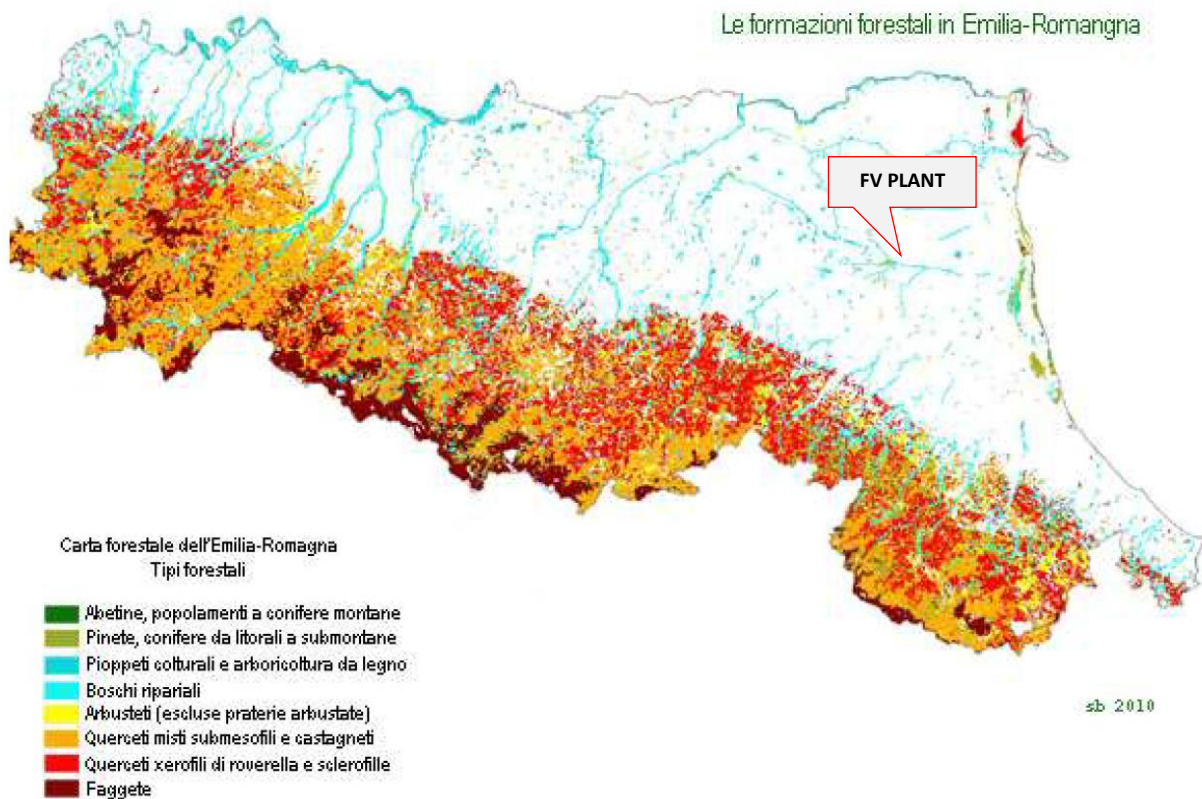 Le formazioni forestali in Emilia-Romangna
FV PLANT
Carta forestale dell'Emilia-Romagna
Tipi forestali
Abetine, popolamenti a conifere montane
Pinete, conifere da litorali a submontane
Pioppeti colturali e arboricoltura da legno
Boschi ripariali
Arbusteti (escluse praterie arbustate)
Querceti misti submesofili e castagneti
Querceti xerofili di roverella e sclerofille
Faggete
sb 2010